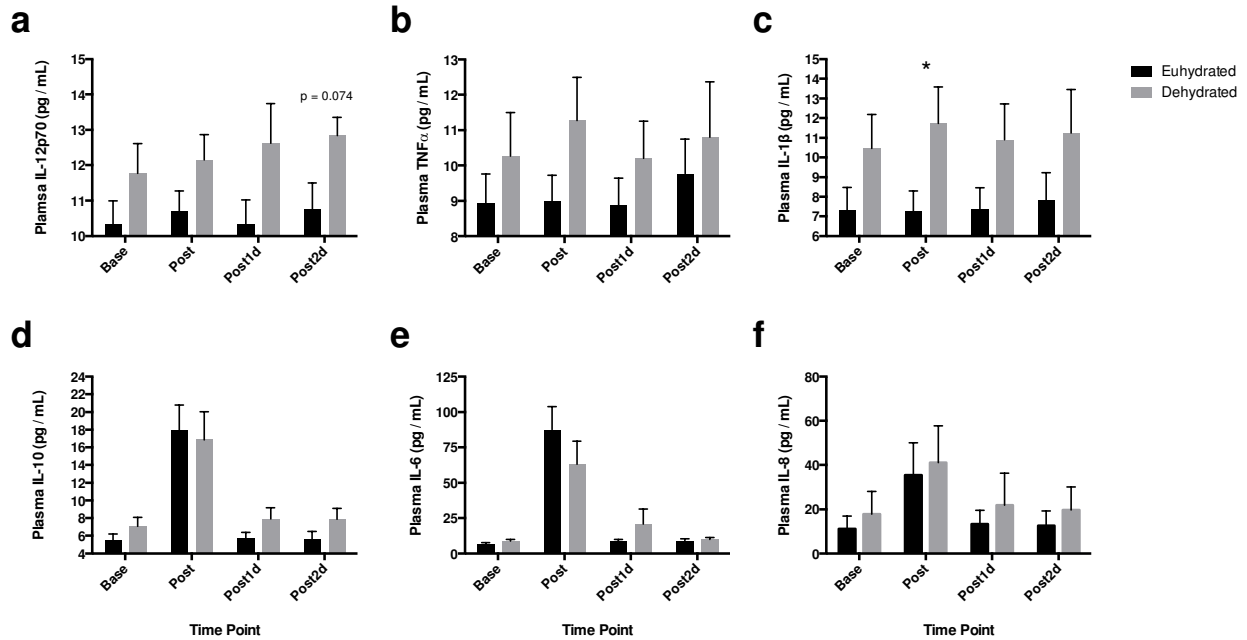 a
Plamsa IL-12p70 (pg / mL)
15
14
13
12
11
10
p = 0.074
Base
Post
Post1d
Post2d
b
Plasma TNFα (pg / mL)
13
12
11
10
9
8
Base
Post
Post1d
Post2d
c
Plasma IL-1β (pg / mL)
15
14
13
12
11
10
9
8
7
6
*
Base
Post
Post1d
Post2d
Euhydrated
Dehydrated
d
Plasma IL-10 (pg / mL)
24
22
20
18
16
14
12
10
8
6
4
Base
Post
Post1d
Post2d
Time Point
e
Plasma IL-6 (pg / mL)
125
100
75
50
25
0
Base
Post
Post1d
Post2d
Time Point
f
Plasma IL-8 (pg / mL)
80
60
40
20
0
Base
Post
Post1d
Post2d
Time Point